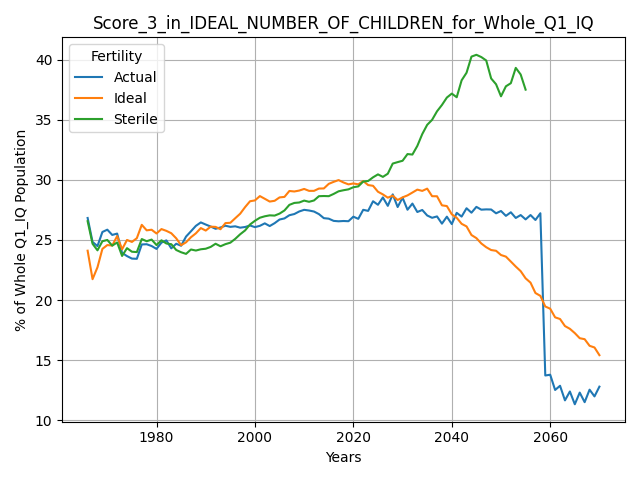 Score_3_in_IDEAL_NUMBER_OF_CHILDREN_for_Whole_Q1_IQ
Fertility
Actual
Ideal
Sterile
% of Whole Q1_IQ Population
40
35
30
25
20
15
10
1980
2000
2020
2040
2060
Years